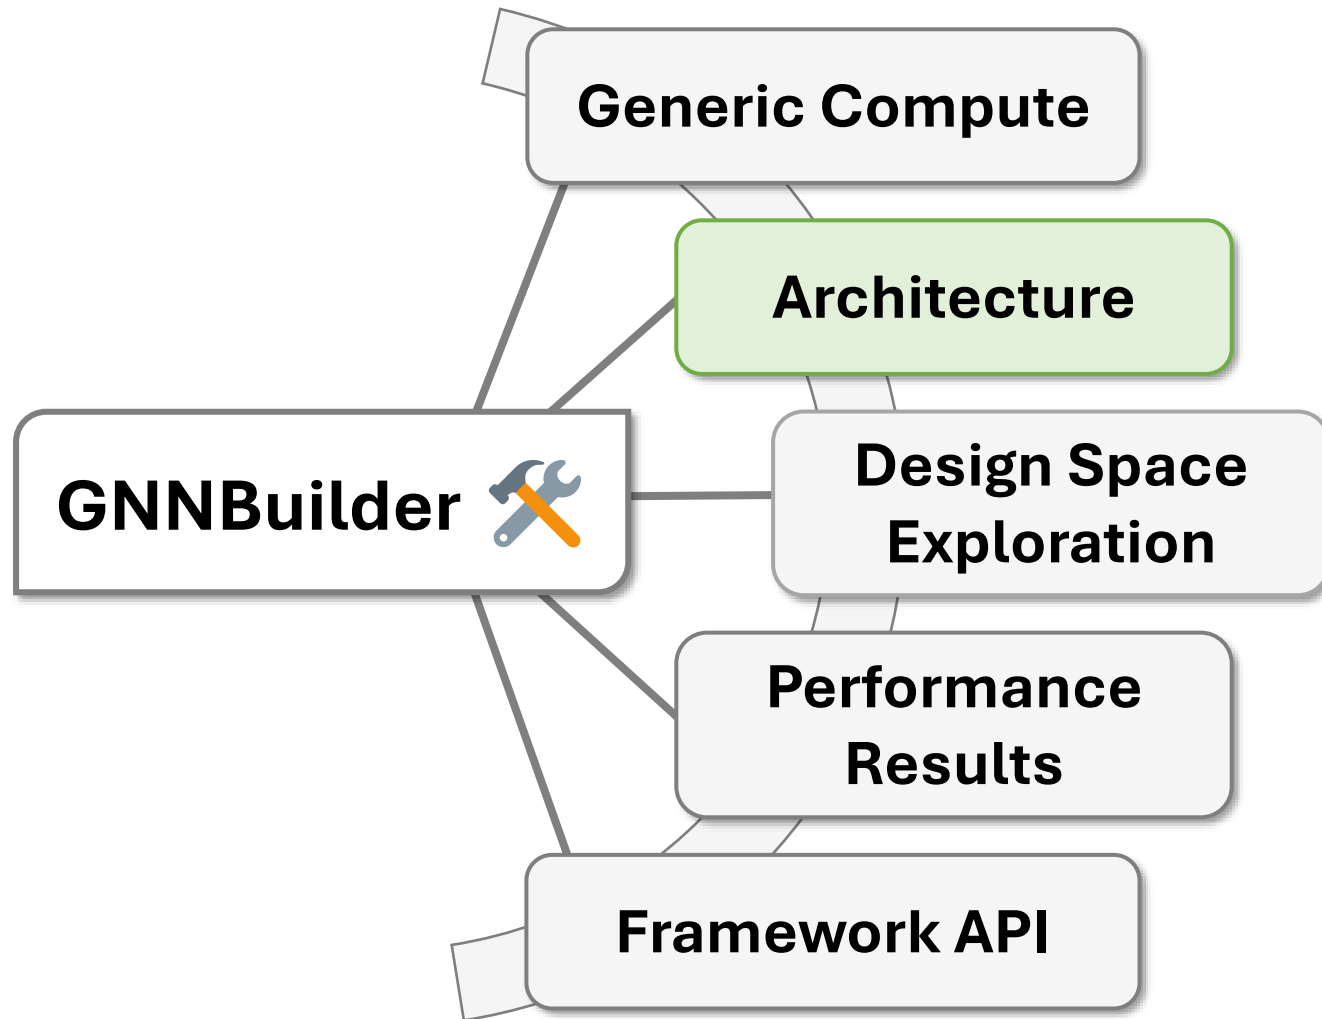 Generic Compute
Architecture
GNNBuilder
Design Space
Exploration
Performance
Results
Framework API